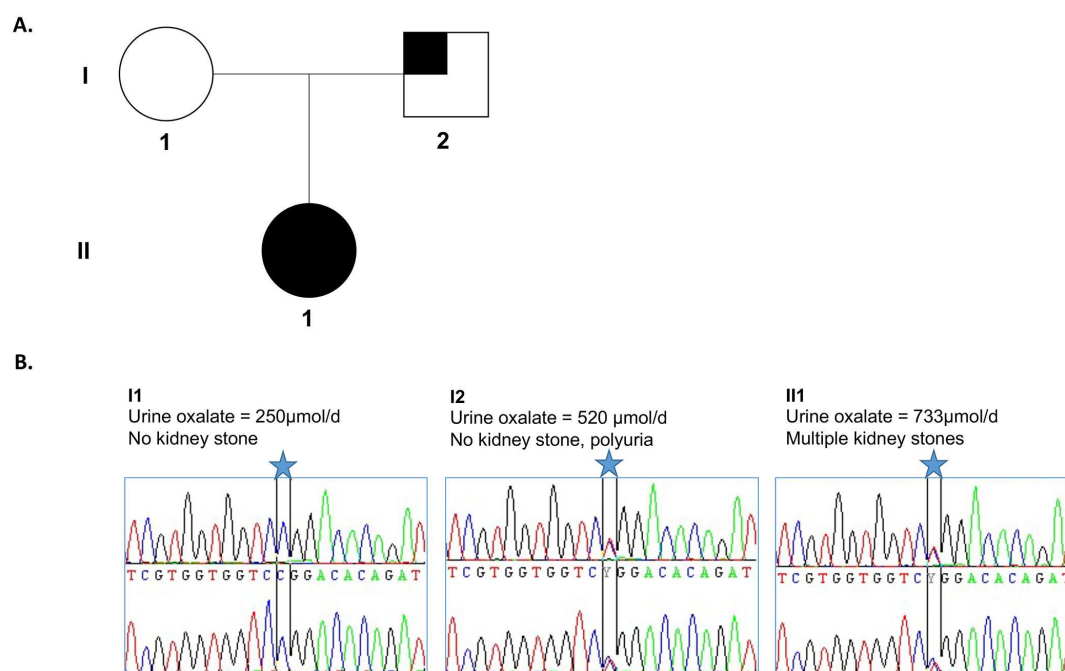 A.
I
1
2
II
1
B.
I1
Urine oxalate = 250µmol/d
No kidney stone
I2
Urine oxalate = 520 µmol/d
No kidney stone, polyuria
II1
Urine oxalate = 733µmol/d
Multiple kidney stones
TCGTGGTGGTCCGGACACAGAT
TCGTGGTGGTCYGGACACAGAT
TCGTGGTGGTCYGGACACAGAT